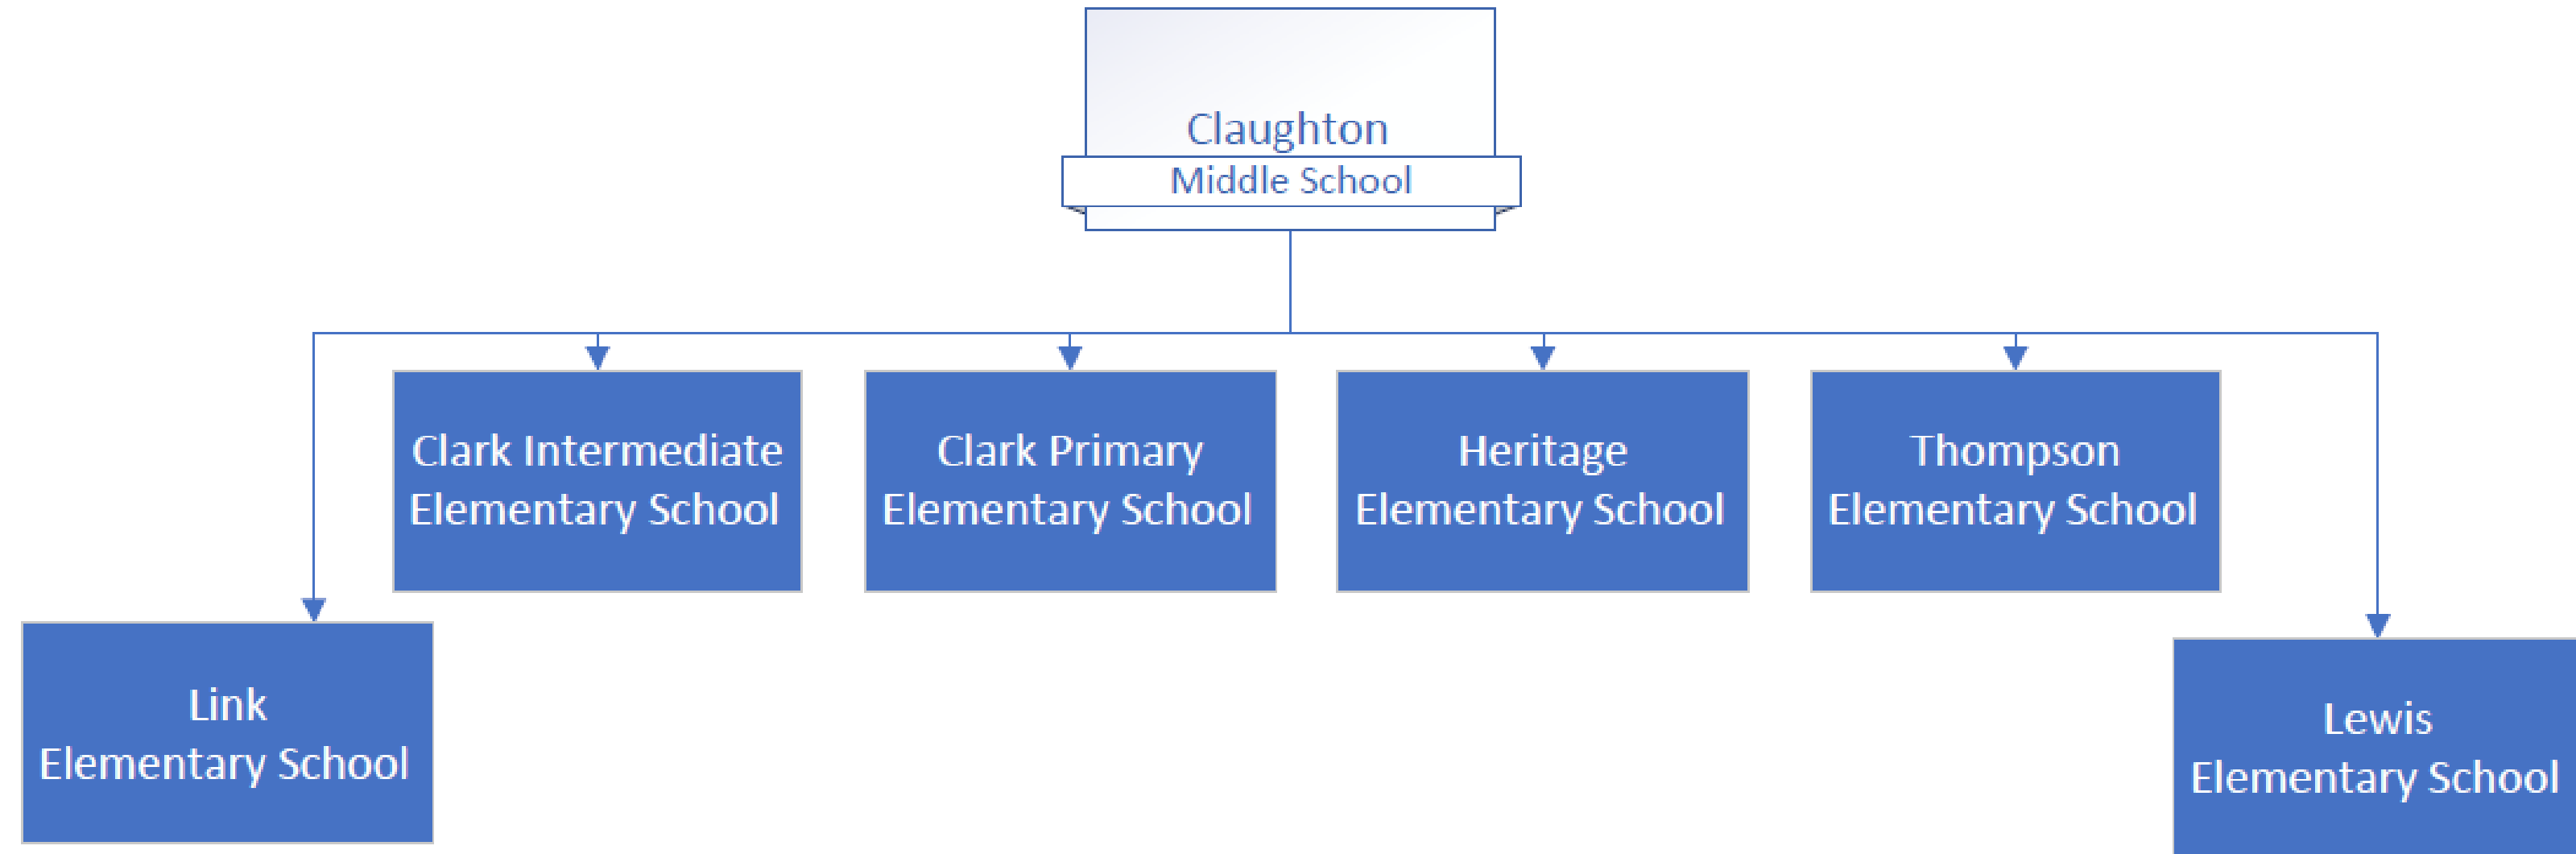 Claughton
Middle School
Clark Intermediate
Elementary School
Clark Primary
Elementary School
Heritage
Elementary School
Thompson
Elementary School
Link
Elementary School
Lewis
Elementary School